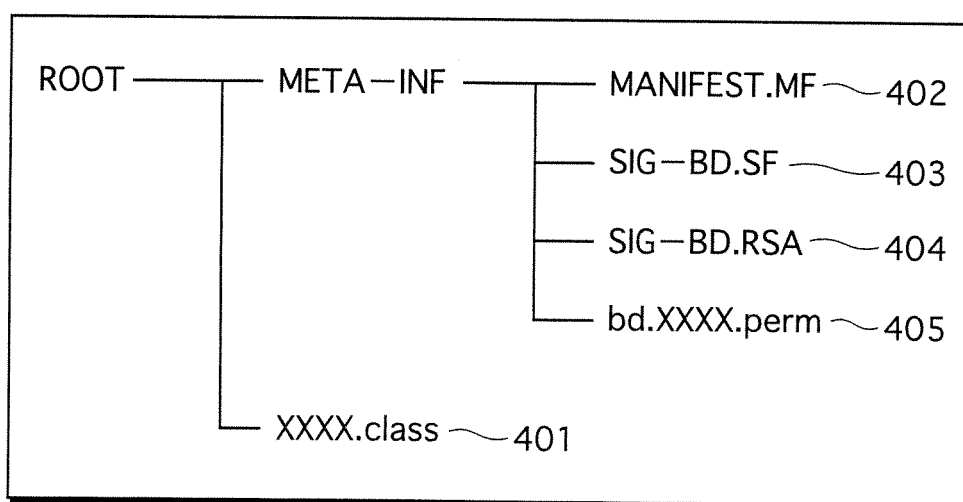 ROOT META-INF MANIFEST.MF 402
SIG-BD.SF 403
SIG-BD.RSA 404
bd.XXXX.perm 405
XXXX.class 401